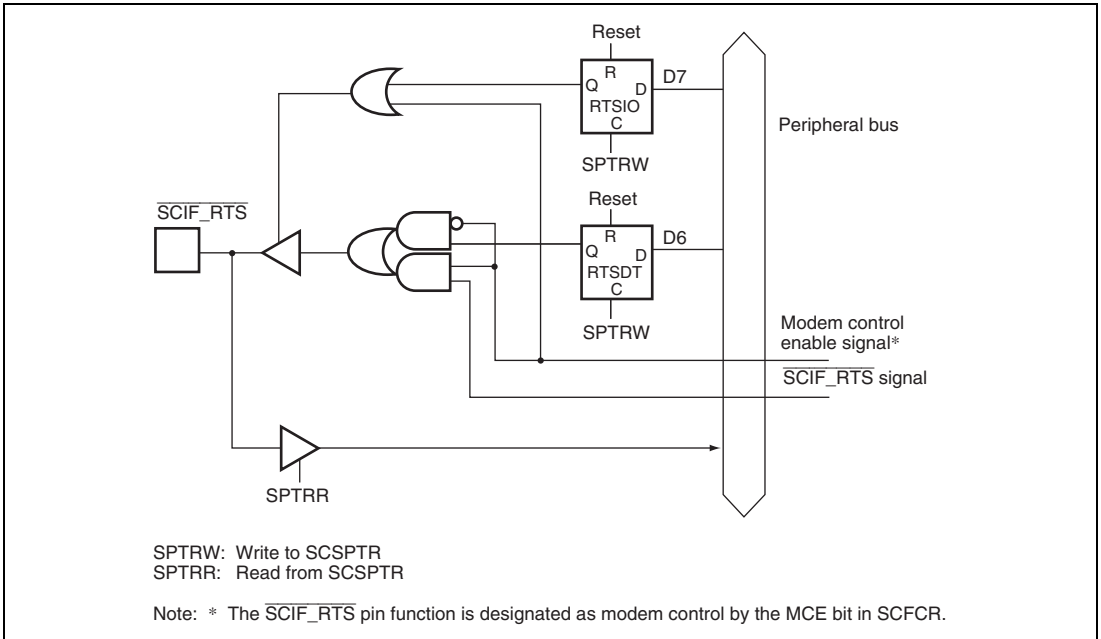 Reset
R
Q
D
D7
RTSIO
C
SPTRW
Peripheral bus
SCIF_RTS
Reset
R
Q
D
D6
RTSDT
C
SPTRW
Modem control
enable signal*
SCIF_RTS signal
SPTRR
SPTRW: Write to SCSPTR
SPTRR: Read from SCSPTR
Note: * The SCIF_RTS pin function is designated as modem control by the MCE bit in SCFCR.